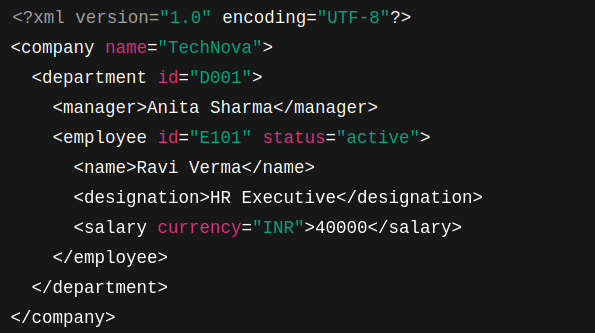 <?xml version="1.0" encoding="UTF-8"?>
<company name="TechNova">
  <department id="D001">
    <manager>Anita Sharma</manager>
    <employee id="E101" status="active">
      <name>Ravi Verma</name>
      <designation>HR Executive</designation>
      <salary currency="INR">40000</salary>
    </employee>
  </department>
</company>